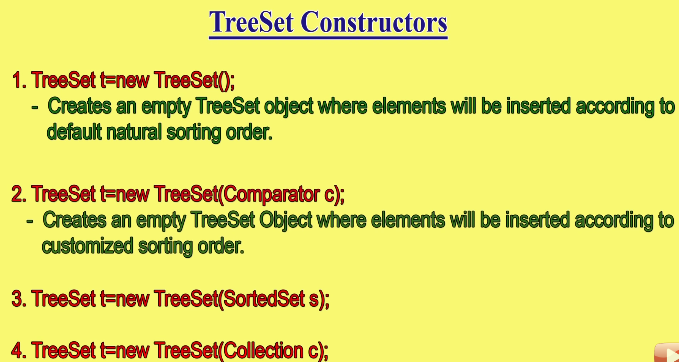 TreeSet Constructors
1. TreeSet t=new TreeSet();
- Creates an empty TreeSet object where elements will be inserted according to
default natural sorting order.
2. TreeSet t=new TreeSet(Comparator c);
- Creates an empty TreeSet Object where elements will be inserted according to
customized sorting order.
3. TreeSet t=new TreeSet(SortedSet s);
4. TreeSet t=new TreeSet(Collection c);